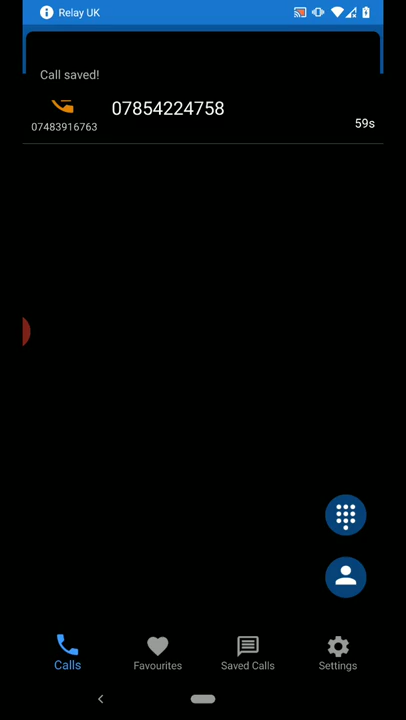 Relay UK
Call saved!
07854224758
07483916763
59s
Calls
Favourites
Saved Calls
Settings